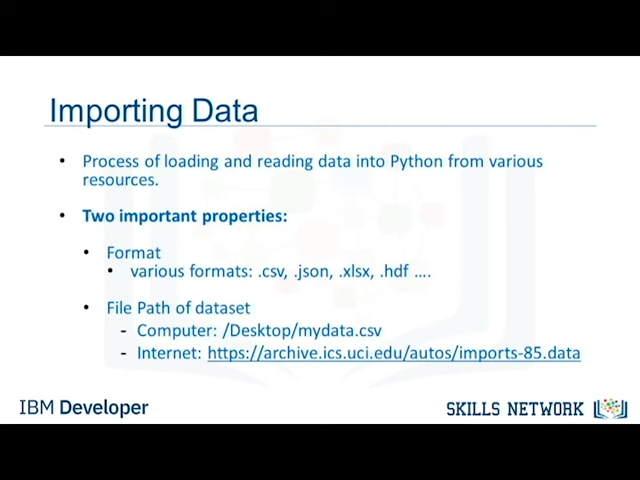 Importing Data
• Process of loading and reading data into Python from various
resources.
• Two important properties:
• Format
• various formats: .csv, .json, .xlsx, .hdf ....
• File Path of dataset
- Computer: /Desktop/mydata.csv
- Internet: https://archive.ics.uci.edu/autos/imports-85.data
IBM Developer
SKILLS NETWORK